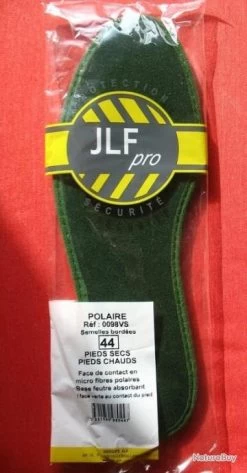 PROTECTION
JLF
pro
SÉCURITÉ
POLAIRE
Réf : 0098VS
Semelles bordées
44
PIEDS SECS
PIEDS CHAUDS
Face de contact en
micro fibres polaires
Base feutre absorbant
( face verte au contact du pied)
NaturaBuy